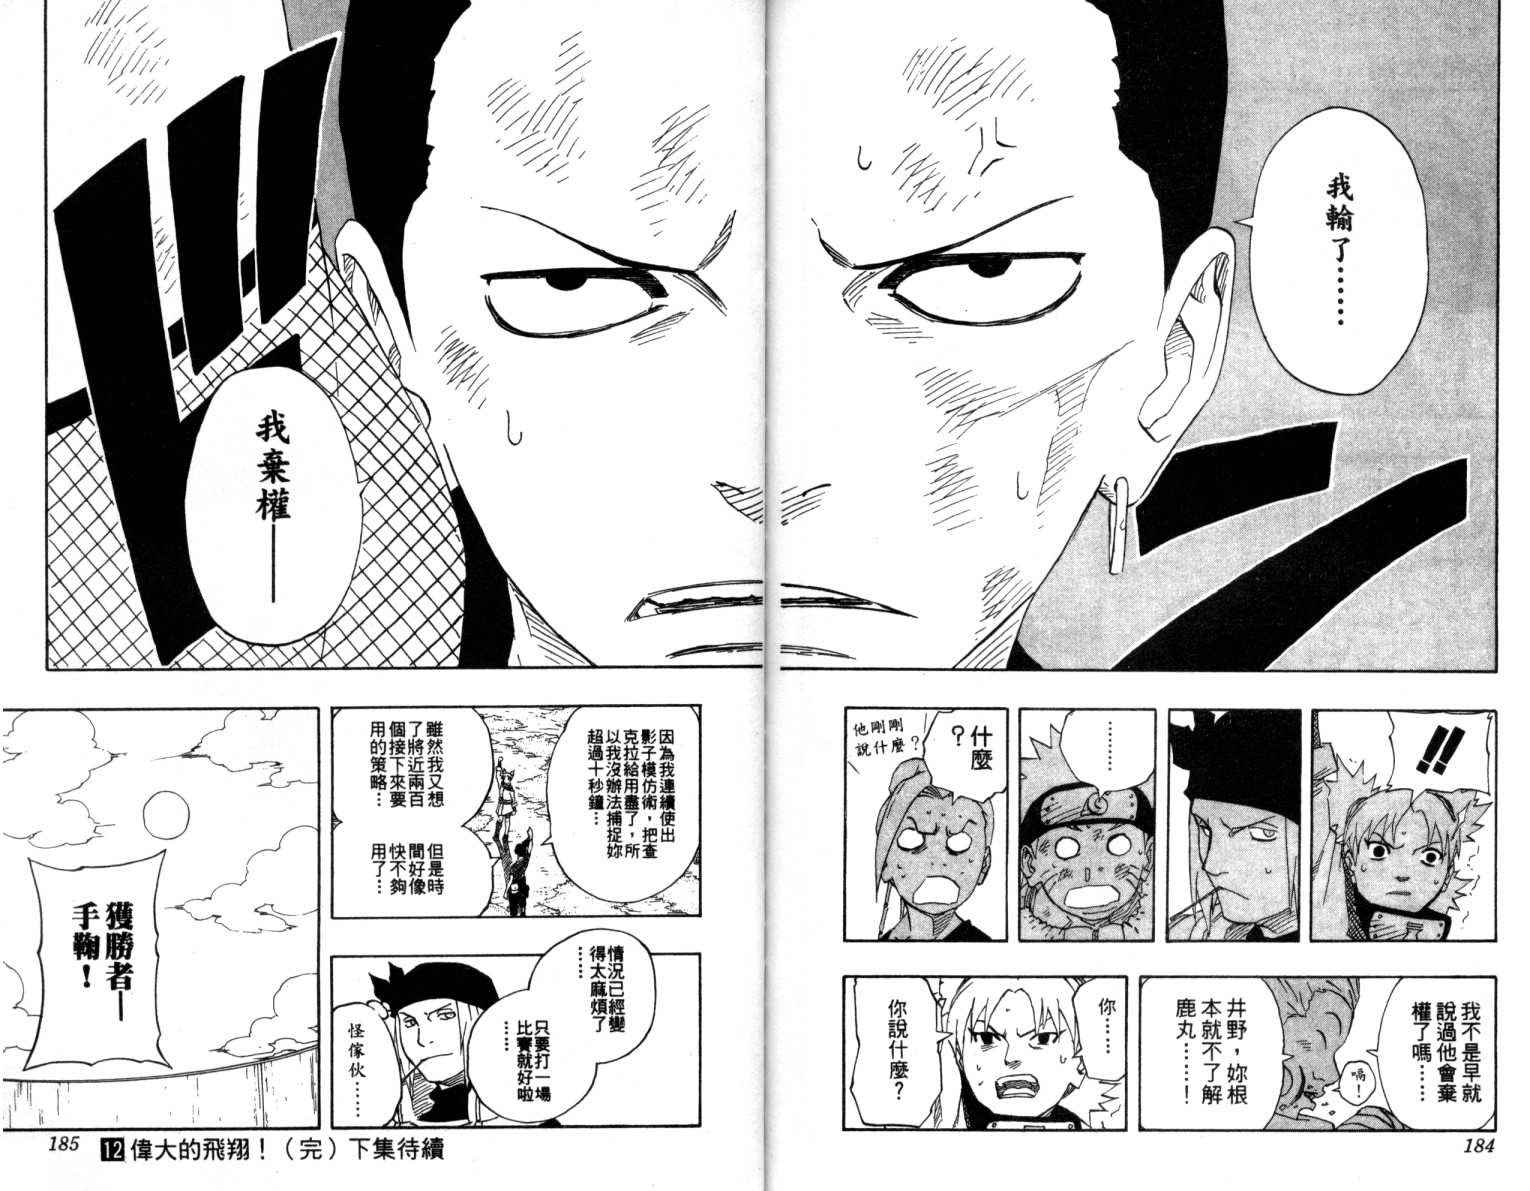 我輸了……
我棄權——
!!
……
什麼
？
他剛剛
說什麼？
我不是早就
說過他會棄
權了嗎……
嗝！
井野，妳根
本就不了解
鹿丸……！
你……
你說什麼？
184
因為我連續使出
影子模仿術，把查
克拉給用盡了，所
以我沒辦法捕捉妳
超過十秒鐘…
雖然我又想
了將近兩百
個接下來要
用的策略…
但是時
間好像
快不夠
用了…
情況已經變
得太麻煩了
……
只要打一場
比賽就好啦
……
怪傢伙……
獲勝者—
手鞠！
185
12 偉大的飛翔！（完）下集待續